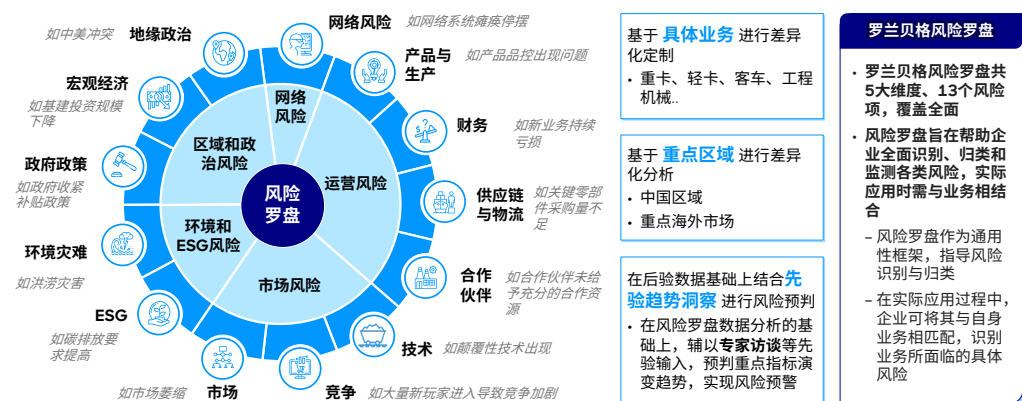 网络风险
如网络系统瘫痪停摆
地缘政治
如中美冲突
产品与
生产
如产品品控出现问题
宏观经济
如基建投资规模
下降
财务
如新业务持续
亏损
政府政策
如政府收紧
补贴政策
供应链
与物流
如关键零部
件采购量不
足
环境灾难
如洪涝灾害
合作
伙伴
如合作伙伴未给
予充分的合作资
源
ESG
如碳排放要
求提高
技术
如颠覆性技术出现
市场
如市场萎缩
竞争
如大量新玩家进入导致竞争加剧
网络
风险
区域和政
治风险
运营风险
风险
罗盘
环境和
ESG风险
市场风险
基于 具体业务 进行差异
化定制
• 重卡、轻卡、客车、工程
机械..
基于 重点区域 进行差异
化分析
• 中国区域
• 重点海外市场
在后验数据基础上结合先
验趋势洞察 进行风险预判
• 在风险罗盘数据分析的基
础上，辅以专家访谈等先
验输入，预判重点指标演
变趋势，实现风险预警
罗兰贝格风险罗盘
• 罗兰贝格风险罗盘共
5大维度、13个风险
项，覆盖全面
• 风险罗盘旨在帮助企
业全面识别、归类和
监测各类风险，实际
应用时需与业务相结
合
– 风险罗盘作为通用
性框架，指导风险
识别与归类
– 在实际应用过程中，
企业可将其与自身
业务相匹配，识别
业务所面临的具体
风险